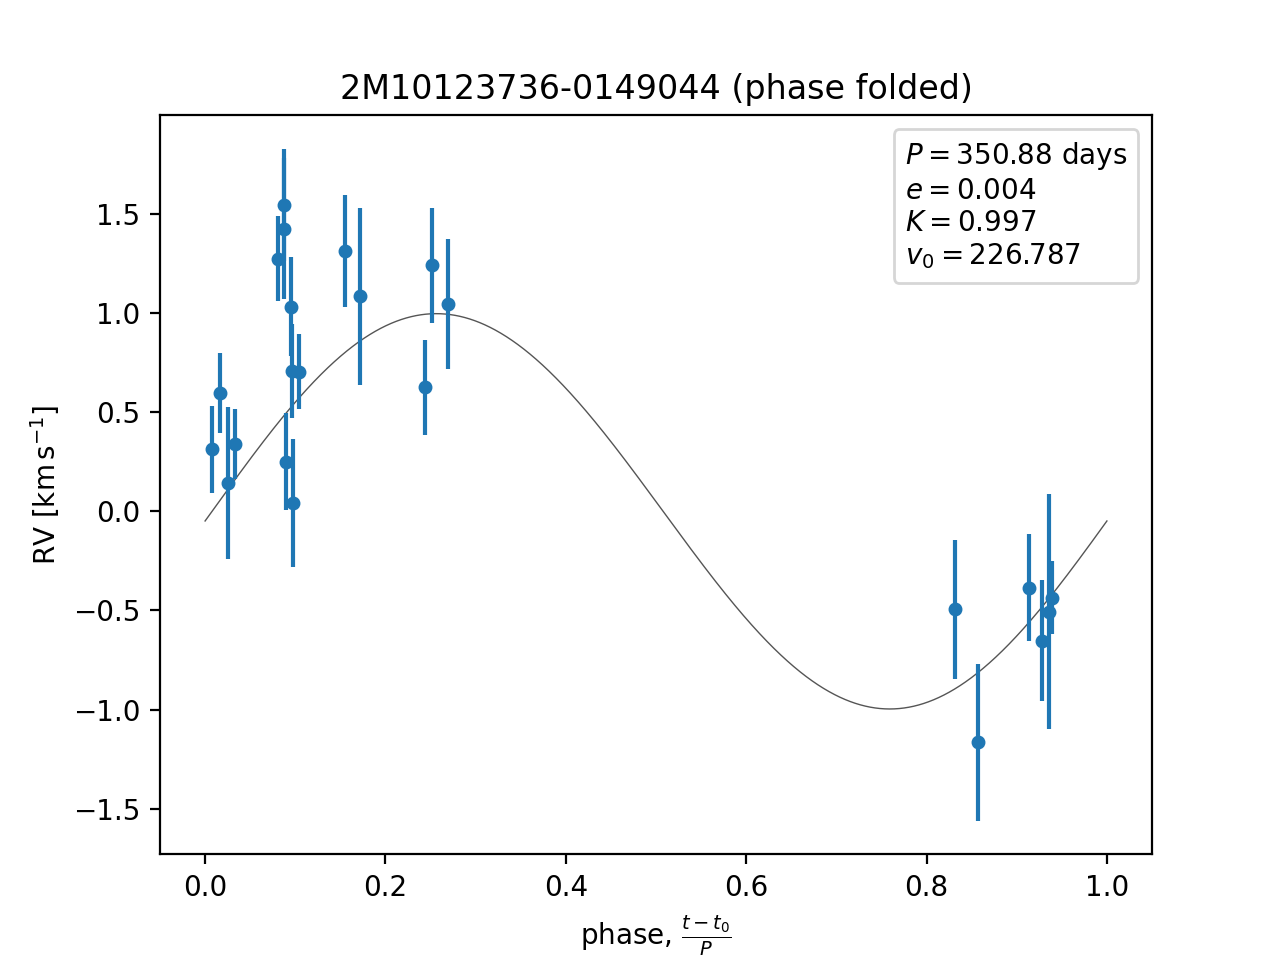 2M10123736-0149044 (phase folded)
P = 350.88 days
e = 0.004
K = 0.997
v₀ = 226.787
1.5
1.0
0.5
0.0
−0.5
−1.0
−1.5
RV [km s⁻¹]
0.0 0.2 0.4 0.6 0.8 1.0
phase, (t − t₀)/P